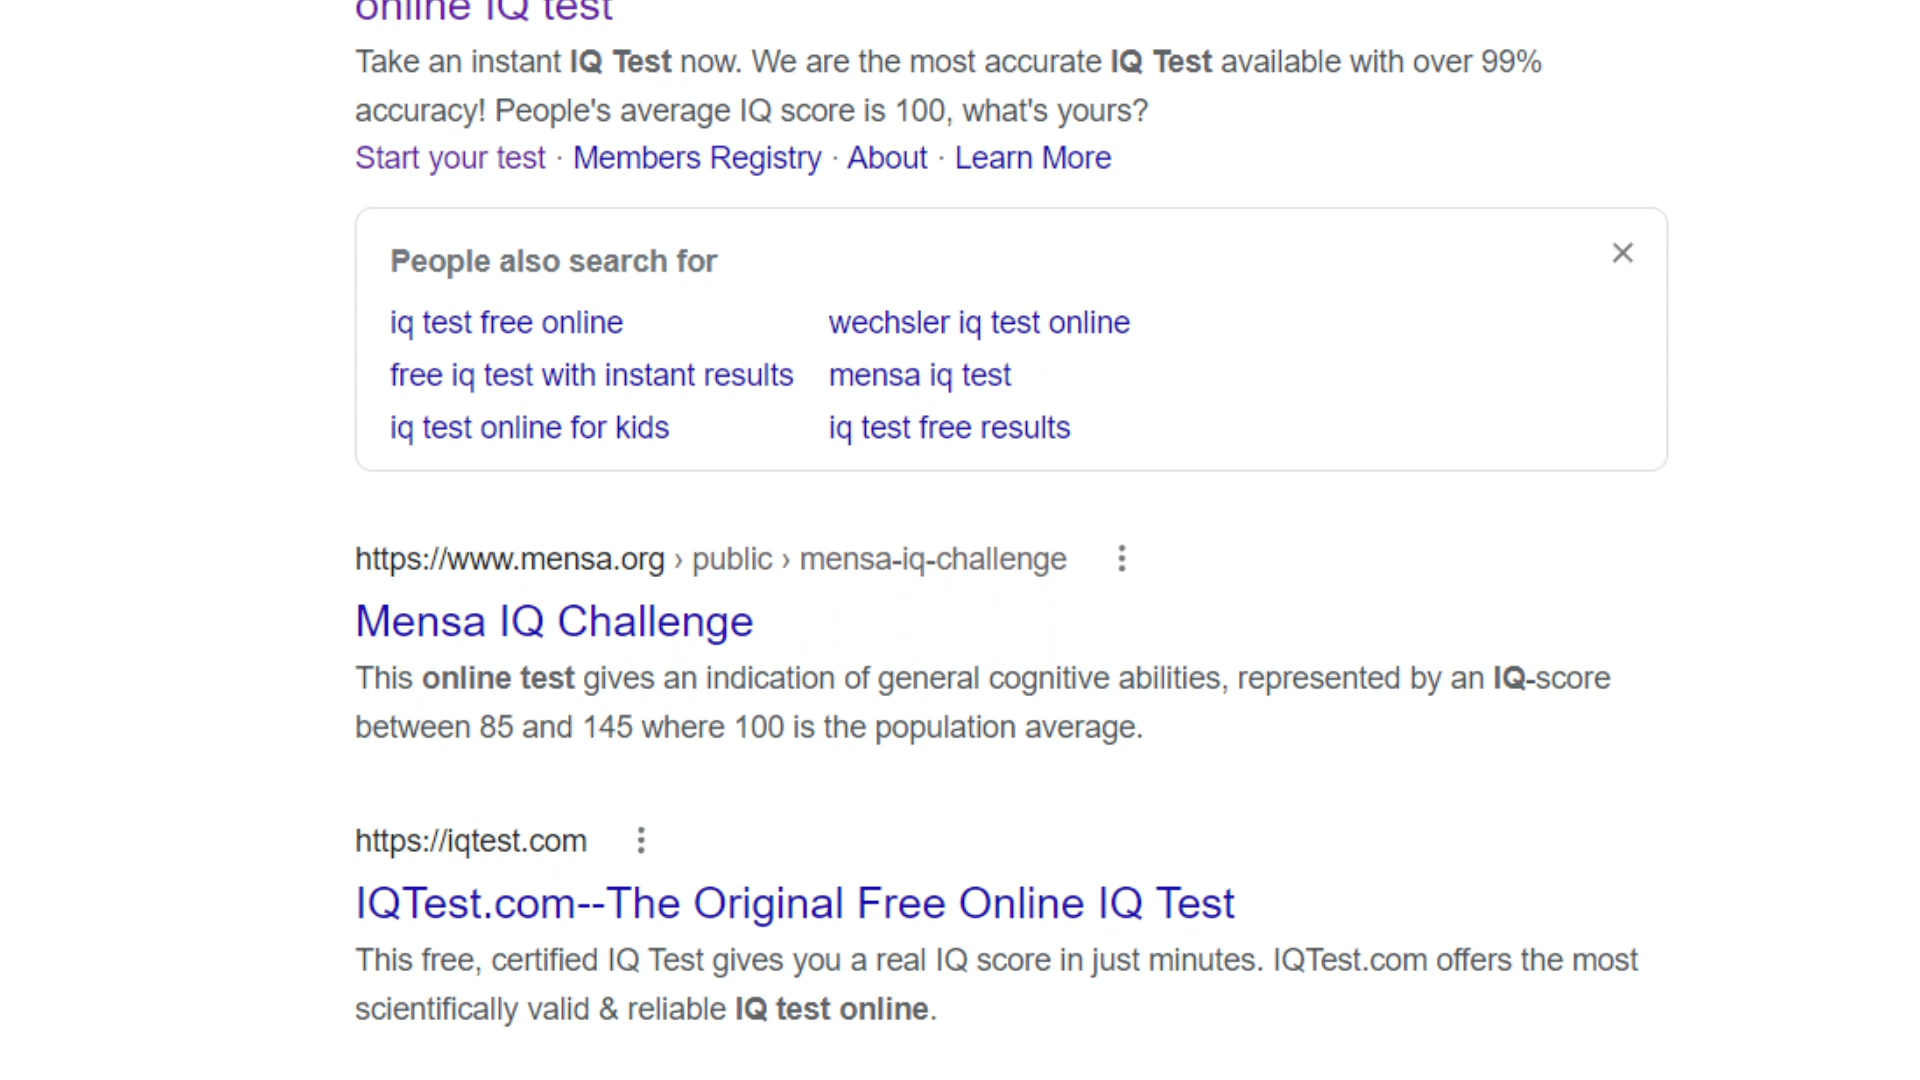 online IQ test
Take an instant IQ Test now. We are the most accurate IQ Test available with over 99%
accuracy! People's average IQ score is 100, what's yours?
Start your test · Members Registry · About · Learn More
People also search for
iq test free online
wechsler iq test online
free iq test with instant results
mensa iq test
iq test online for kids
iq test free results
https://www.mensa.org › public › mensa-iq-challenge
Mensa IQ Challenge
This online test gives an indication of general cognitive abilities, represented by an IQ-score
between 85 and 145 where 100 is the population average.
https://iqtest.com
IQTest.com--The Original Free Online IQ Test
This free, certified IQ Test gives you a real IQ score in just minutes. IQTest.com offers the most
scientifically valid & reliable IQ test online.